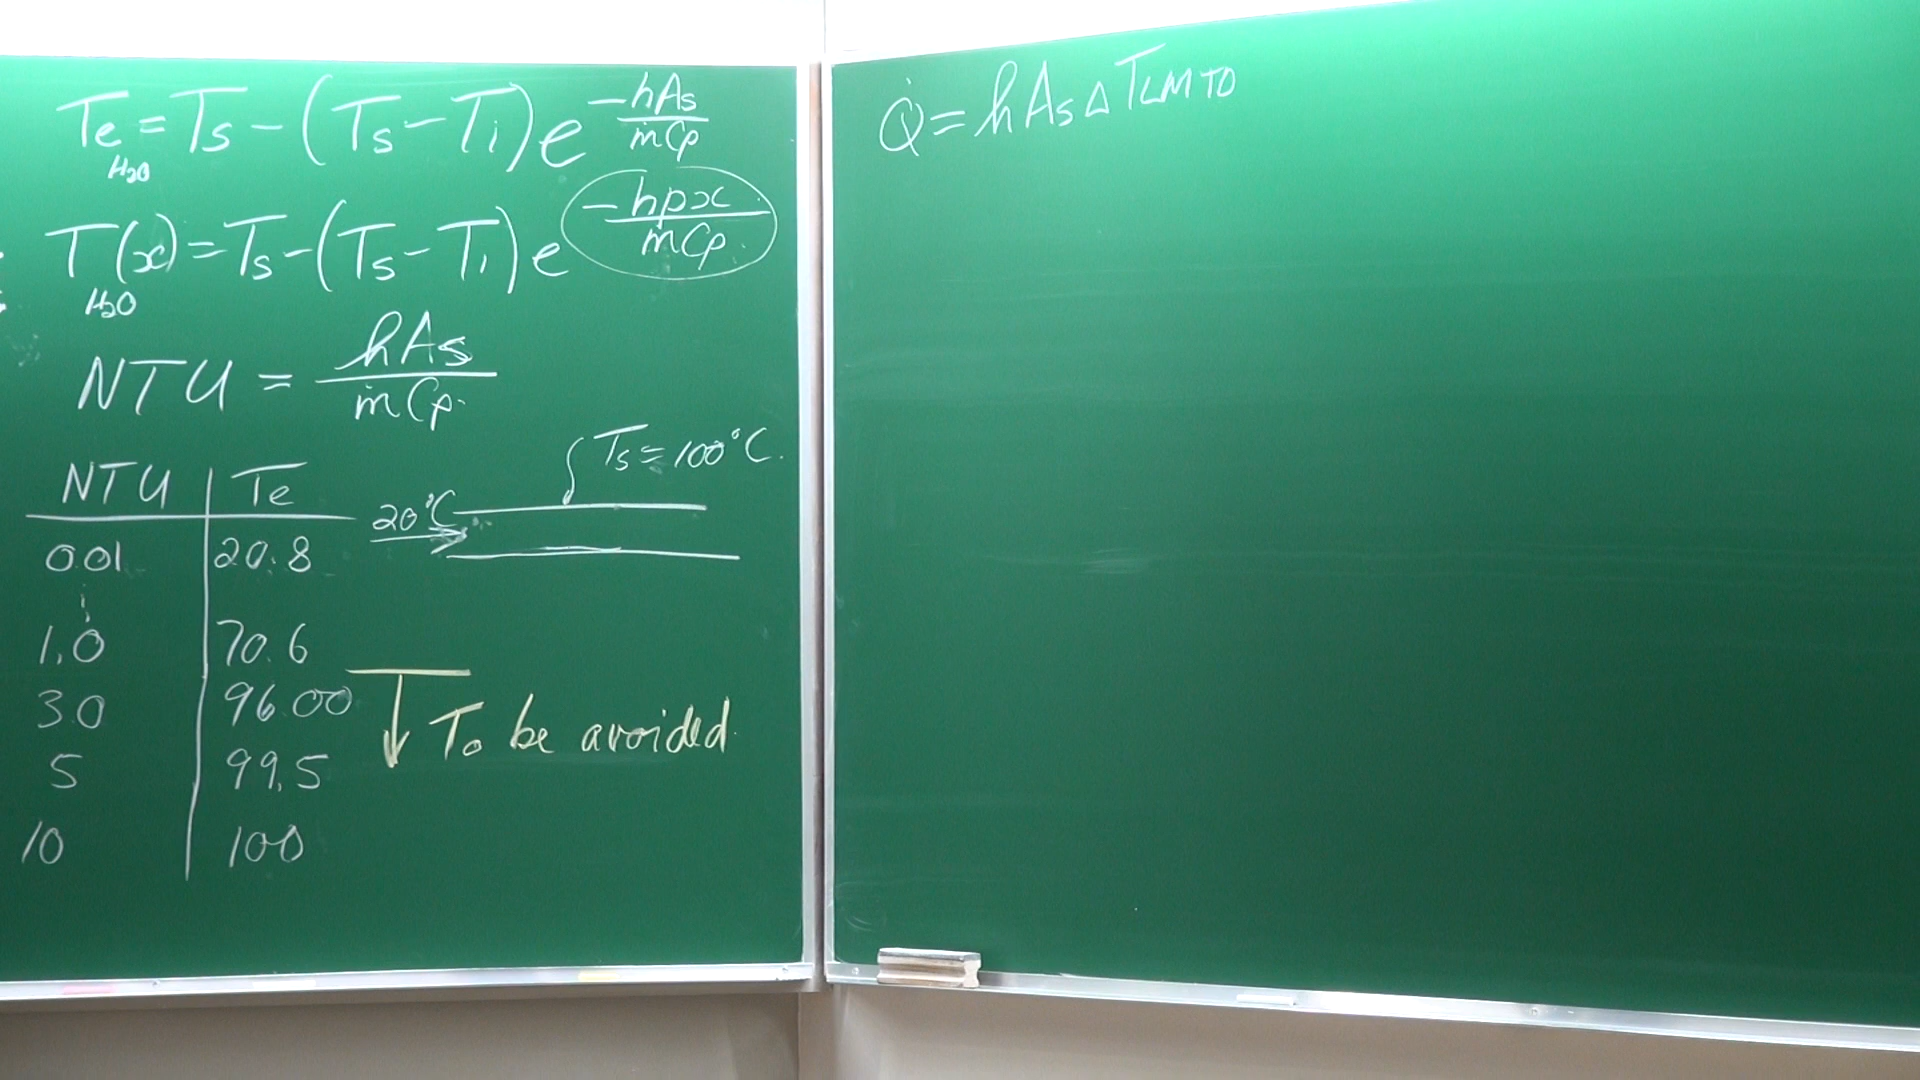 Te = Ts - (Ts - Ti) e^(-hAs/ṁCp)
H2O
T(x) = Ts - (Ts - Ti) e^(-hpx/ṁCp)
H2O
NTU = hAs/ṁCp
Ts = 100°C
20°C
NTU | Te
0.01 | 20.8
1.0 | 70.6
3.0 | 96.00
To be avoided
5 | 99.5
10 | 100
Q̇ = hAs ΔTLMTD